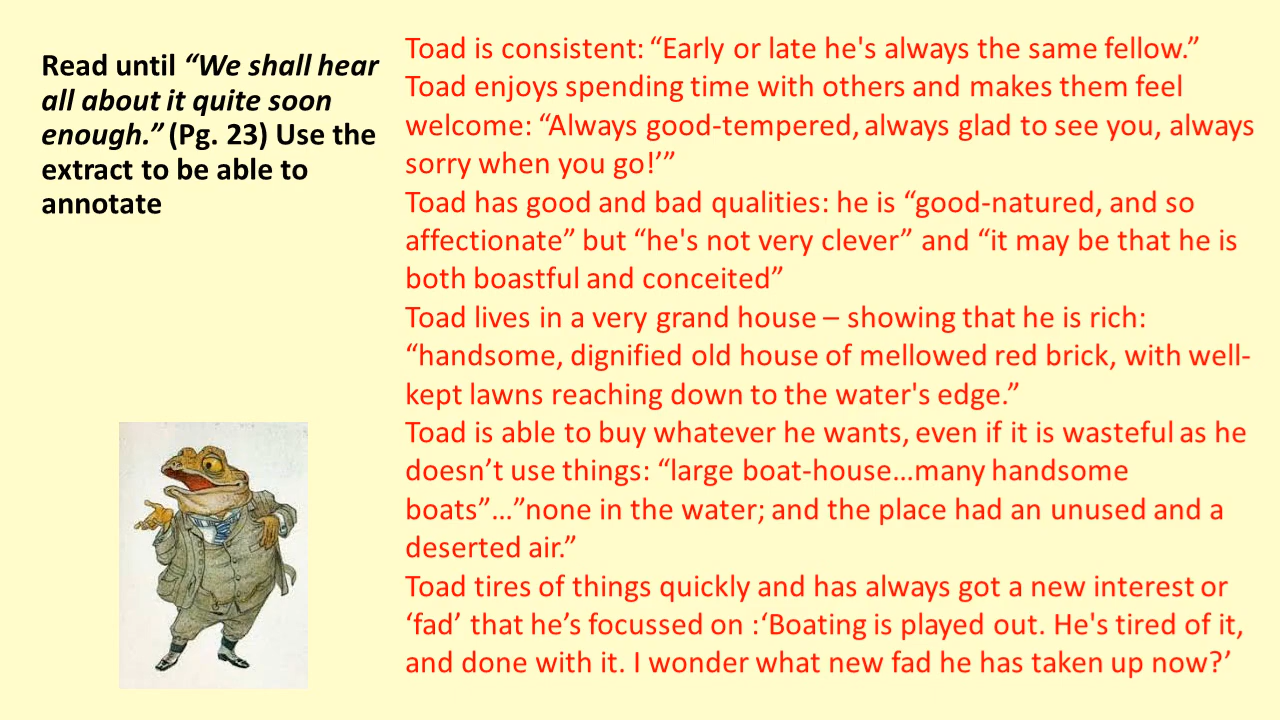 Read until “We shall hear
all about it quite soon
enough.” (Pg. 23) Use the
extract to be able to
annotate
Toad is consistent: “Early or late he's always the same fellow.”
Toad enjoys spending time with others and makes them feel
welcome: “Always good-tempered, always glad to see you, always
sorry when you go!’”
Toad has good and bad qualities: he is “good-natured, and so
affectionate” but “he's not very clever” and “it may be that he is
both boastful and conceited”
Toad lives in a very grand house – showing that he is rich:
“handsome, dignified old house of mellowed red brick, with well-
kept lawns reaching down to the water's edge.”
Toad is able to buy whatever he wants, even if it is wasteful as he
doesn’t use things: “large boat-house…many handsome
boats”…”none in the water; and the place had an unused and a
deserted air.”
Toad tires of things quickly and has always got a new interest or
‘fad’ that he’s focussed on :‘Boating is played out. He's tired of it,
and done with it. I wonder what new fad he has taken up now?’